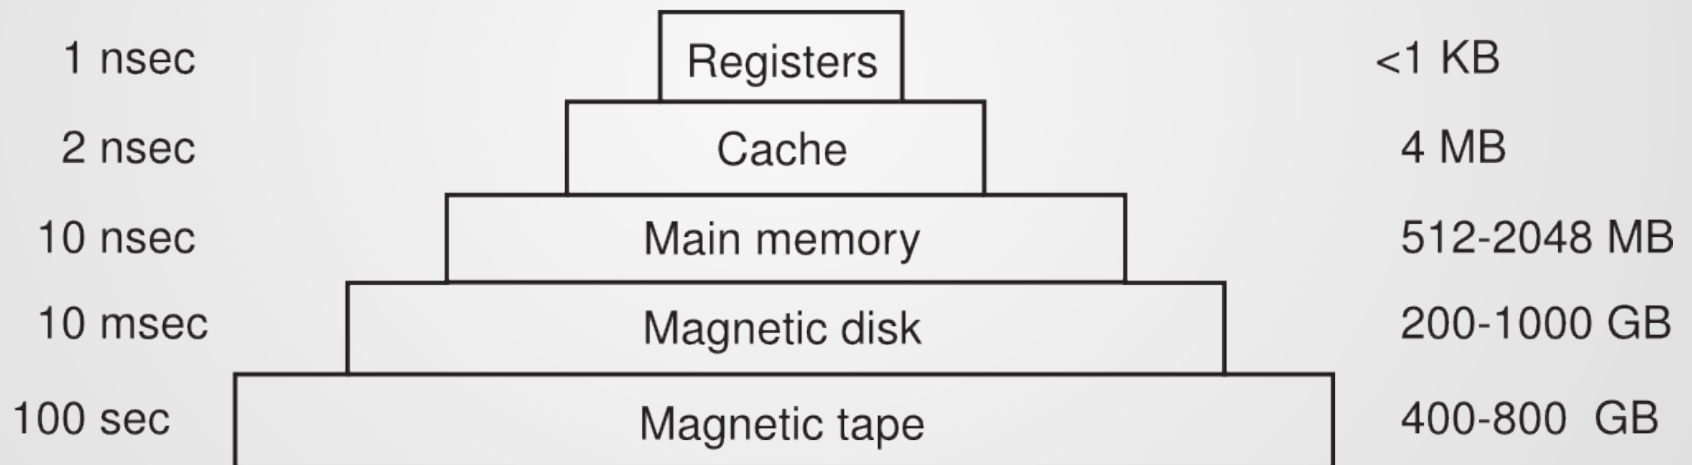 1 nsec Registers <1 KB
2 nsec Cache 4 MB
10 nsec Main memory 512-2048 MB
10 msec Magnetic disk 200-1000 GB
100 sec Magnetic tape 400-800 GB